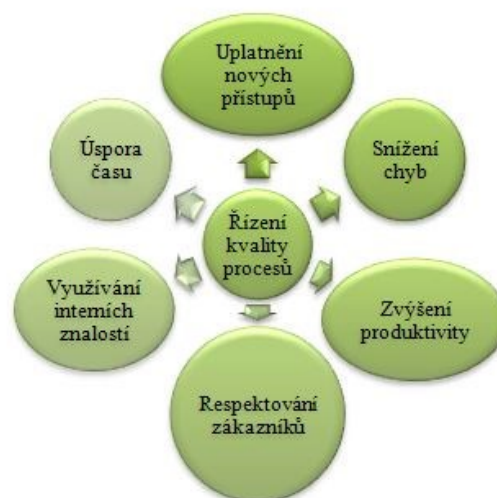 Uplatnění
nových
přístupů
Úspora
času
Snížení
chyb
Řízení
kvality
procesů
Využívání
interních
znalostí
Zvýšení
produktivity
Respektování
zákazníků